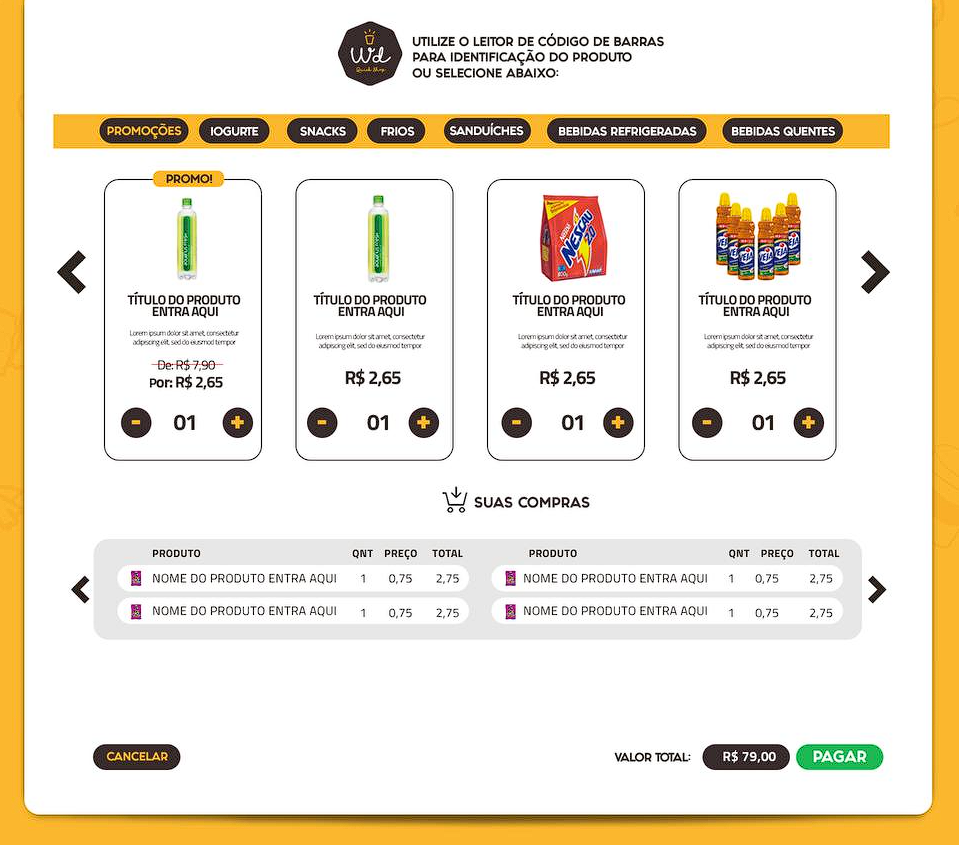 Wd
Quick Shop
UTILIZE O LEITOR DE CÓDIGO DE BARRAS
PARA IDENTIFICAÇÃO DO PRODUTO
OU SELECIONE ABAIXO:
PROMOÇÕES IOGURTE SNACKS FRIOS SANDUÍCHES BEBIDAS REFRIGERADAS BEBIDAS QUENTES
PROMO!
TÍTULO DO PRODUTO
ENTRA AQUI
Lorem ipsum dolor sit amet, consectetur
adipiscing elit, sed do eiusmod tempor
De: R$ 7,90
Por: R$ 2,65
- 01 +
TÍTULO DO PRODUTO
ENTRA AQUI
Lorem ipsum dolor sit amet, consectetur
adipiscing elit, sed do eiusmod tempor
R$ 2,65
- 01 +
NESTLÉ
NESCAU
2.0
TÍTULO DO PRODUTO
ENTRA AQUI
Lorem ipsum dolor sit amet, consectetur
adipiscing elit, sed do eiusmod tempor
R$ 2,65
- 01 +
VEJA
TÍTULO DO PRODUTO
ENTRA AQUI
Lorem ipsum dolor sit amet, consectetur
adipiscing elit, sed do eiusmod tempor
R$ 2,65
- 01 +
SUAS COMPRAS
PRODUTO QNT PREÇO TOTAL
NOME DO PRODUTO ENTRA AQUI 1 0,75 2,75
NOME DO PRODUTO ENTRA AQUI 1 0,75 2,75
PRODUTO QNT PREÇO TOTAL
NOME DO PRODUTO ENTRA AQUI 1 0,75 2,75
NOME DO PRODUTO ENTRA AQUI 1 0,75 2,75
CANCELAR
VALOR TOTAL: R$ 79,00 PAGAR